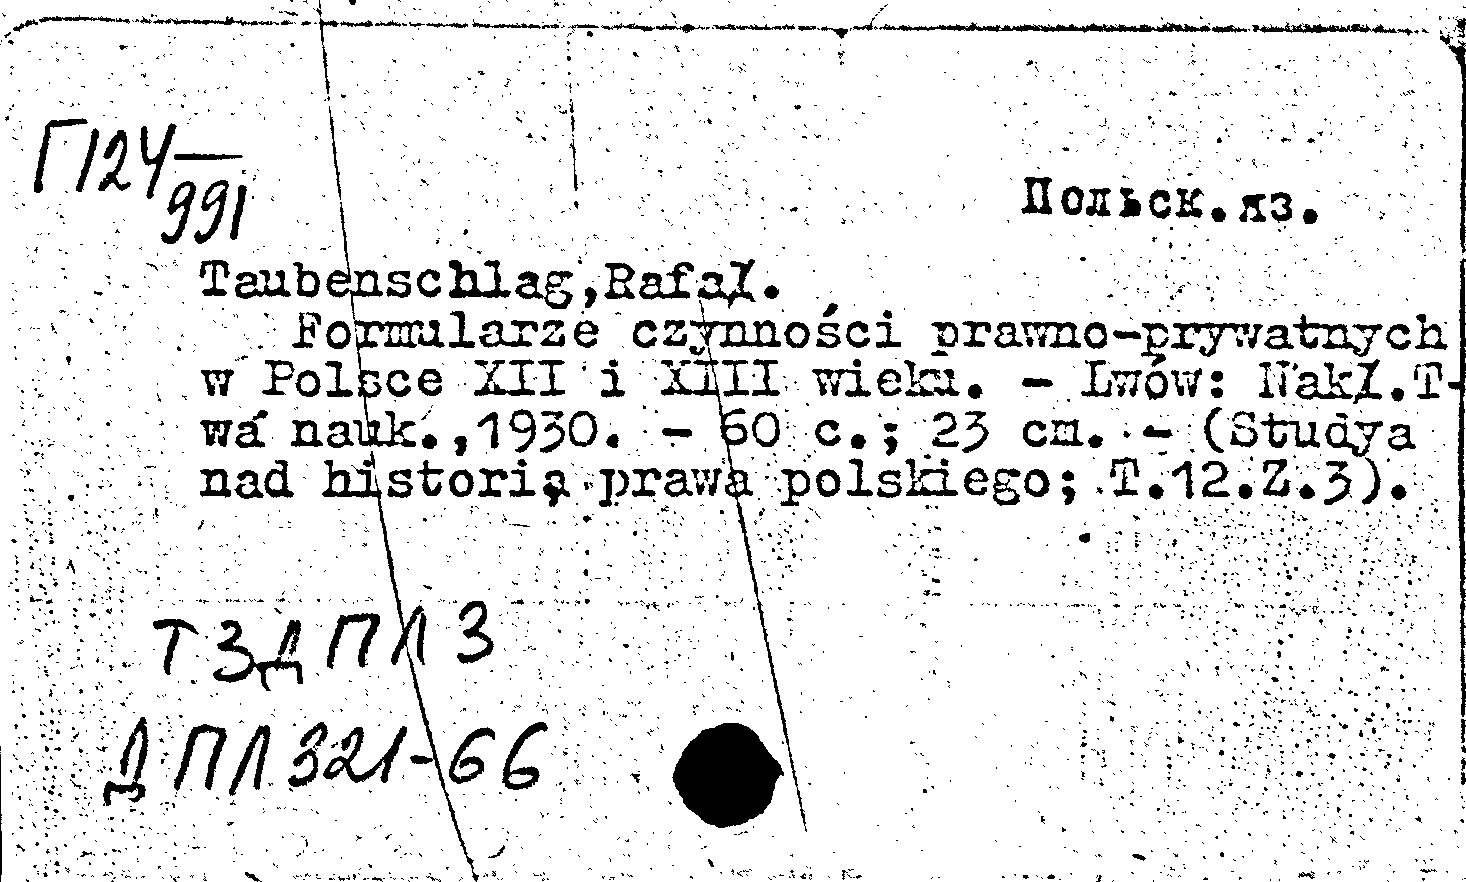 Г124
991
Польск.яз.
Taubenschlag,Rafał.
Formularze czynności prawno-prywatnych
w Polsce XII i XIII wieku. - Lwów: Nakł.T-
wa nauk.,1930. - 60 с.; 23 cm. - (Studya
nad historią prawa polskiego; T.12.Z.3).
Т3ДПЛ3
ДПЛ321-66